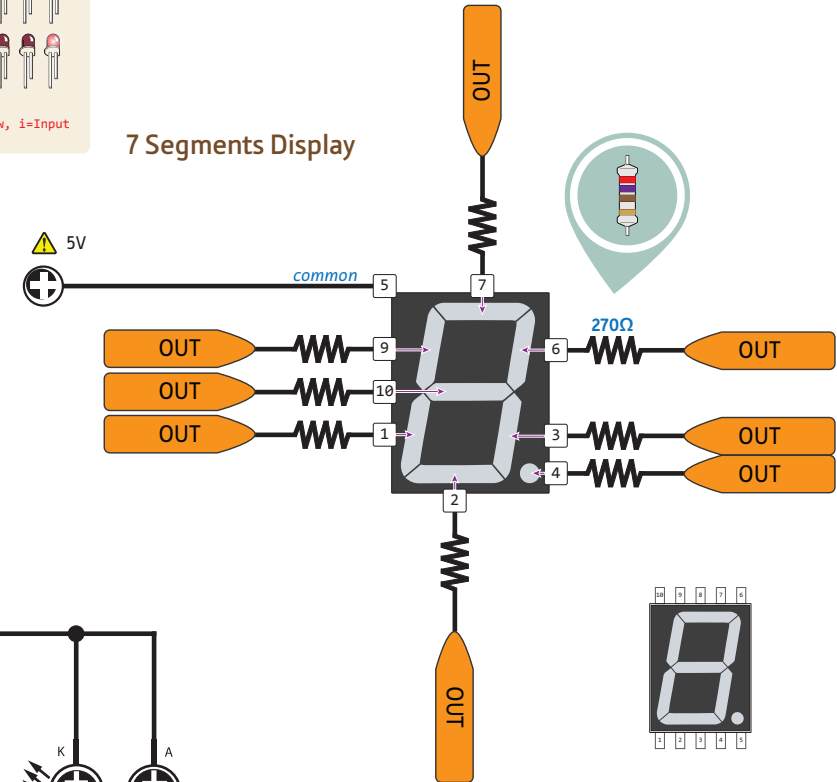 w, i=Input
7 Segments Display
OUT
5V
common
5
7
270Ω
OUT
9
6
OUT
OUT
10
OUT
1
3
OUT
4
OUT
2
OUT
10 9 8 7 6
1 2 3 4 5
K
A